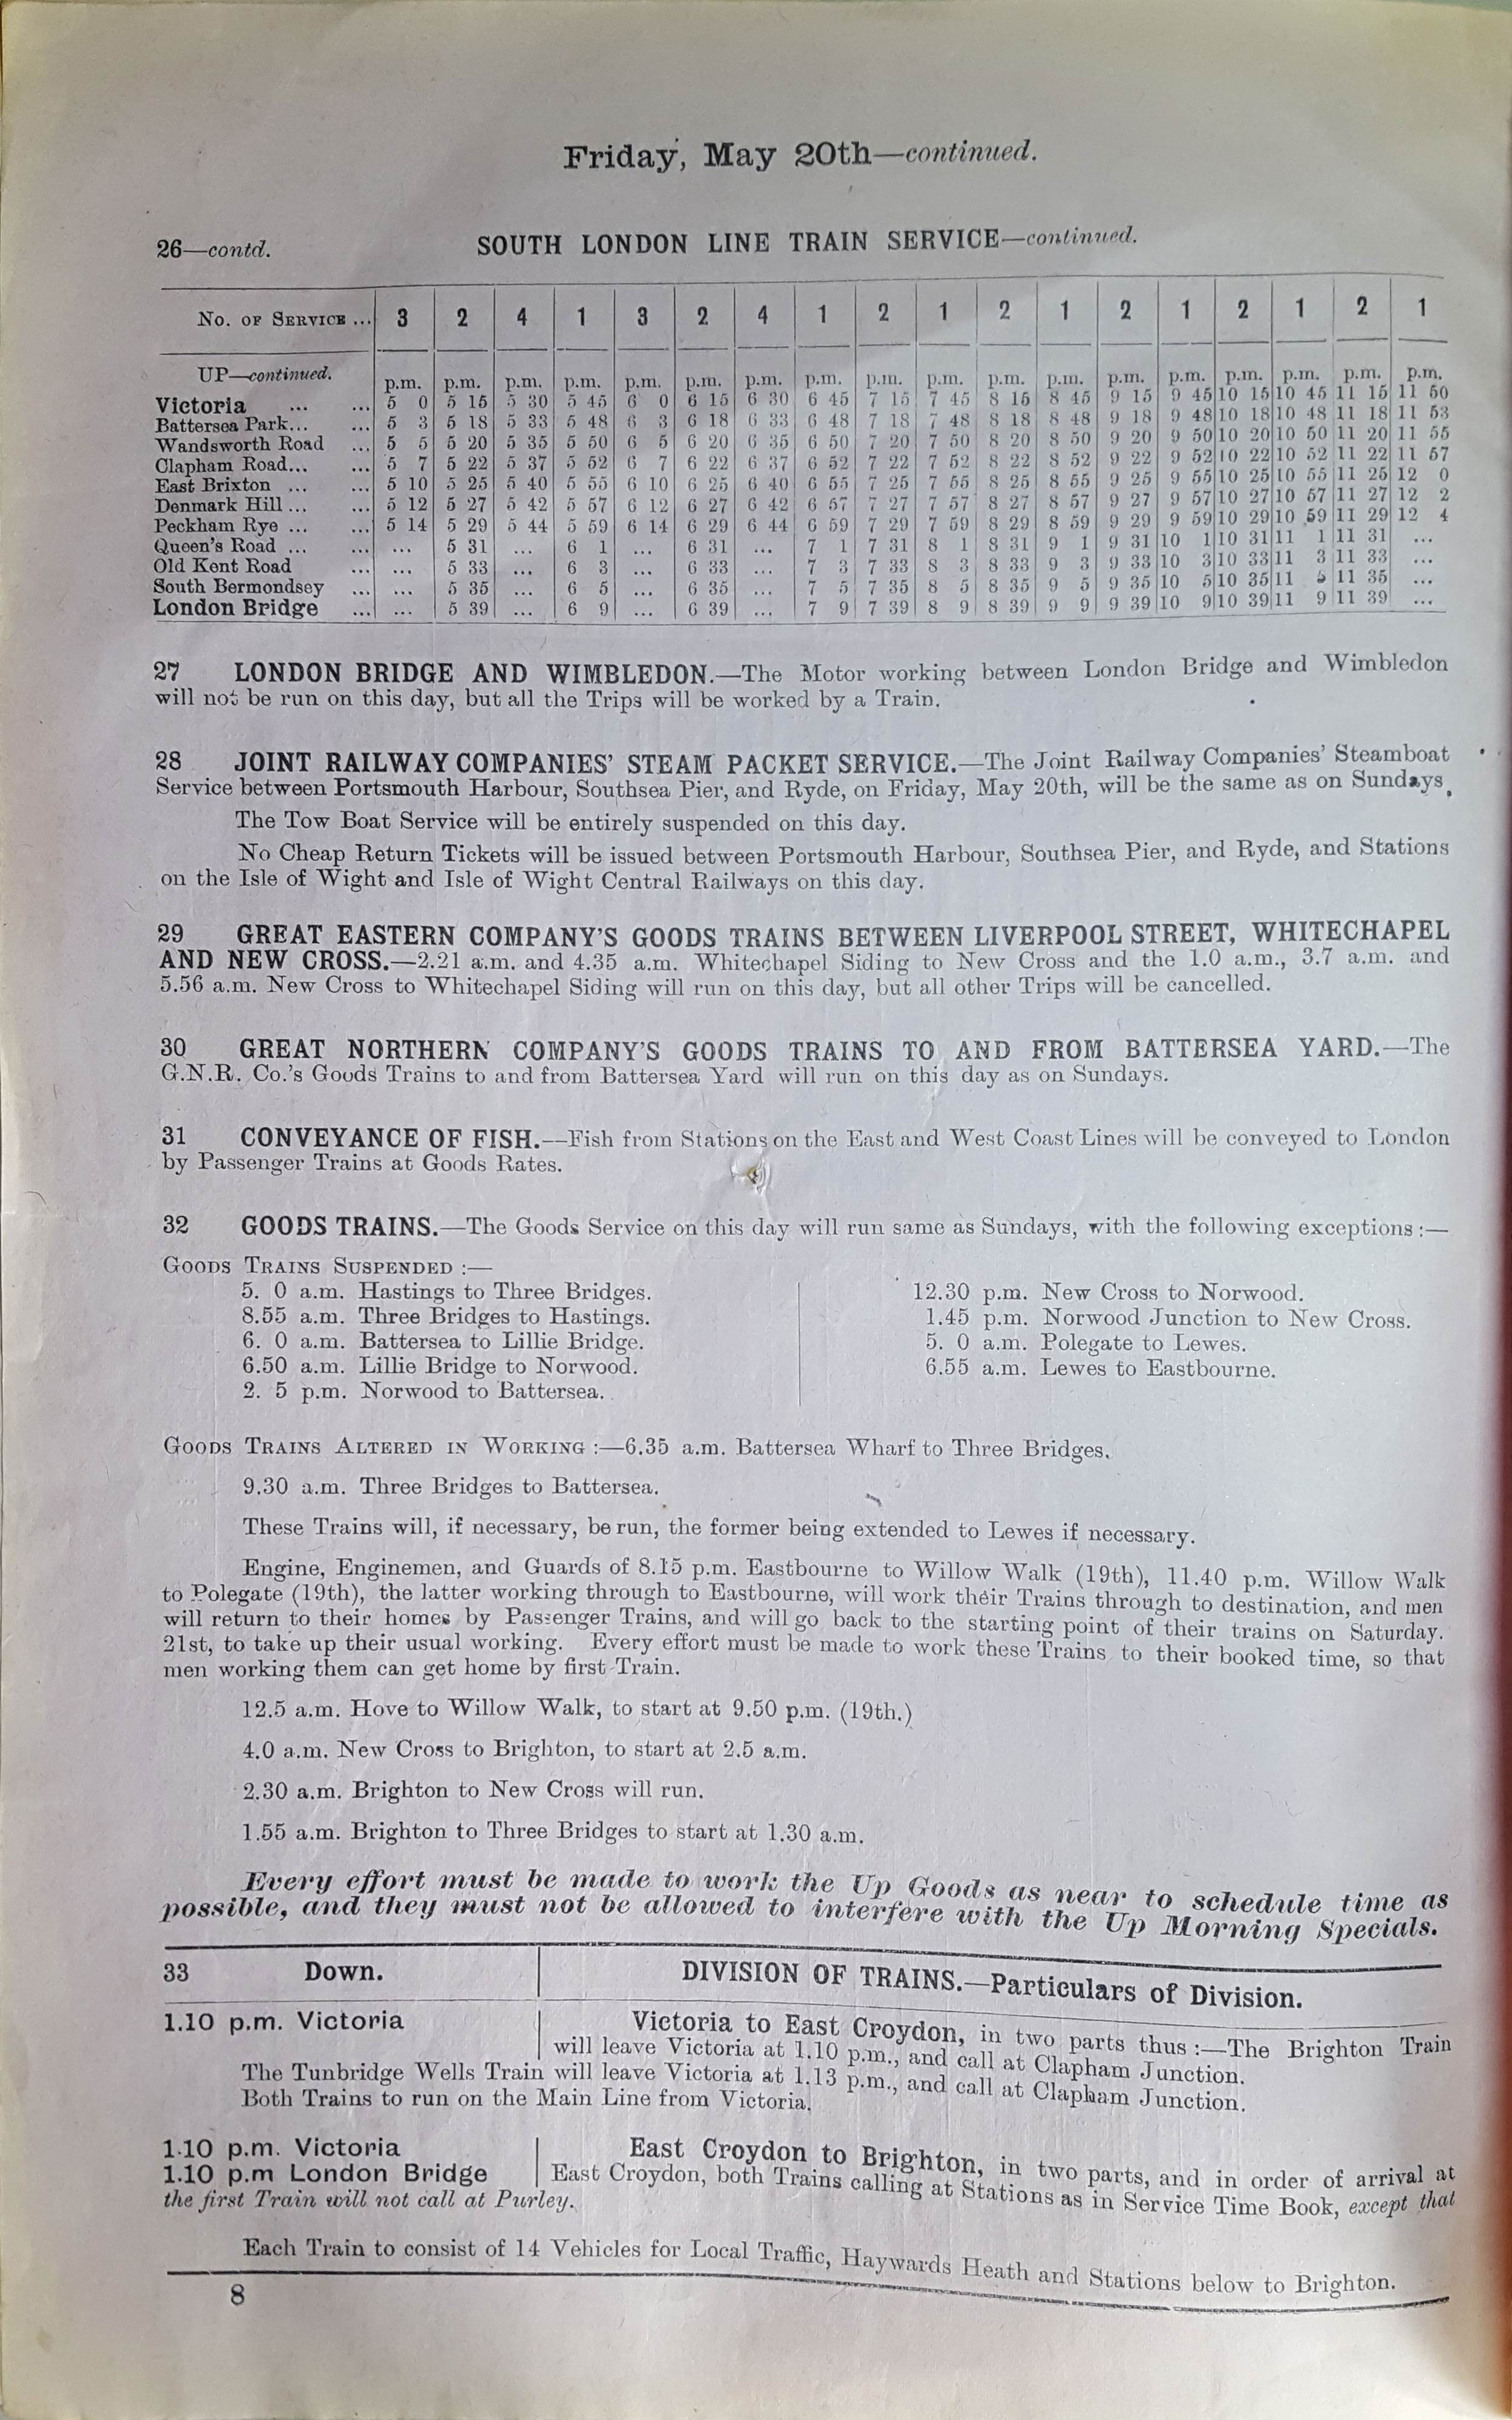 Friday, May 20th—continued.
26—contd. SOUTH LONDON LINE TRAIN SERVICE—continued.
No. of Service ... 3 2 4 1 3 2 4 1 2 1 2 1 2 1 2 1 2 1
UP—continued. p.m. p.m. p.m. p.m. p.m. p.m. p.m. p.m. p.m. p.m. p.m. p.m. p.m. p.m. p.m. p.m. p.m. p.m.
Victoria ... ... 5 0 5 15 5 30 5 45 6 0 6 15 6 30 6 45 7 15 7 45 8 15 8 45 9 15 9 45 10 15 10 45 11 15 11 50
Battersea Park... ... 5 3 5 18 5 33 5 48 6 3 6 18 6 33 6 48 7 18 7 48 8 18 8 48 9 18 9 48 10 18 10 48 11 18 11 53
Wandsworth Road ... 5 5 5 20 5 35 5 50 6 5 6 20 6 35 6 50 7 20 7 50 8 20 8 50 9 20 9 50 10 20 10 50 11 20 11 55
Clapham Road... ... 5 7 5 22 5 37 5 52 6 7 6 22 6 37 6 52 7 22 7 52 8 22 8 52 9 22 9 52 10 22 10 52 11 22 11 57
East Brixton ... ... 5 10 5 25 5 40 5 55 6 10 6 25 6 40 6 55 7 25 7 55 8 25 8 55 9 25 9 55 10 25 10 55 11 25 12 0
Denmark Hill ... ... 5 12 5 27 5 42 5 57 6 12 6 27 6 42 6 57 7 27 7 57 8 27 8 57 9 27 9 57 10 27 10 57 11 27 12 2
Peckham Rye ... ... 5 14 5 29 5 44 5 59 6 14 6 29 6 44 6 59 7 29 7 59 8 29 8 59 9 29 9 59 10 29 10 59 11 29 12 4
Queen's Road ... ... ... 5 31 ... 6 1 ... 6 31 ... 7 1 7 31 8 1 8 31 9 1 9 31 10 1 10 31 11 1 11 31 ...
Old Kent Road ... ... 5 33 ... 6 3 ... 6 33 ... 7 3 7 33 8 3 8 33 9 3 9 33 10 3 10 33 11 3 11 33 ...
South Bermondsey ... ... 5 35 ... 6 5 ... 6 35 ... 7 5 7 35 8 5 8 35 9 5 9 35 10 5 10 35 11 5 11 35 ...
London Bridge ... ... 5 39 ... 6 9 ... 6 39 ... 7 9 7 39 8 9 8 39 9 9 9 39 10 9 10 39 11 9 11 39 ...
27 LONDON BRIDGE AND WIMBLEDON.—The Motor working between London Bridge and Wimbledon
will not be run on this day, but all the Trips will be worked by a Train.
28 JOINT RAILWAY COMPANIES' STEAM PACKET SERVICE.—The Joint Railway Companies' Steamboat
Service between Portsmouth Harbour, Southsea Pier, and Ryde, on Friday, May 20th, will be the same as on Sundays.
The Tow Boat Service will be entirely suspended on this day.
No Cheap Return Tickets will be issued between Portsmouth Harbour, Southsea Pier, and Ryde, and Stations
on the Isle of Wight and Isle of Wight Central Railways on this day.
29 GREAT EASTERN COMPANY'S GOODS TRAINS BETWEEN LIVERPOOL STREET, WHITECHAPEL
AND NEW CROSS.—2.21 a.m. and 4.35 a.m. Whitechapel Siding to New Cross and the 1.0 a.m., 3.7 a.m. and
5.56 a.m. New Cross to Whitechapel Siding will run on this day, but all other Trips will be cancelled.
30 GREAT NORTHERN COMPANY'S GOODS TRAINS TO AND FROM BATTERSEA YARD.—The
G.N.R. Co.'s Goods Trains to and from Battersea Yard will run on this day as on Sundays.
31 CONVEYANCE OF FISH.—Fish from Stations on the East and West Coast Lines will be conveyed to London
by Passenger Trains at Goods Rates.
32 GOODS TRAINS.—The Goods Service on this day will run same as Sundays, with the following exceptions :—
Goods Trains Suspended :—
5. 0 a.m. Hastings to Three Bridges.
8.55 a.m. Three Bridges to Hastings.
6. 0 a.m. Battersea to Lillie Bridge.
6.50 a.m. Lillie Bridge to Norwood.
2. 5 p.m. Norwood to Battersea.
12.30 p.m. New Cross to Norwood.
1.45 p.m. Norwood Junction to New Cross.
5. 0 a.m. Polegate to Lewes.
6.55 a.m. Lewes to Eastbourne.
Goods Trains Altered in Working :—6.35 a.m. Battersea Wharf to Three Bridges.
9.30 a.m. Three Bridges to Battersea.
These Trains will, if necessary, be run, the former being extended to Lewes if necessary.
Engine, Enginemen, and Guards of 8.15 p.m. Eastbourne to Willow Walk (19th), 11.40 p.m. Willow Walk
to Polegate (19th), the latter working through to Eastbourne, will work their Trains through to destination, and men
will return to their homes by Passenger Trains, and will go back to the starting point of their trains on Saturday.
21st, to take up their usual working. Every effort must be made to work these Trains to their booked time, so that
men working them can get home by first Train.
12.5 a.m. Hove to Willow Walk, to start at 9.50 p.m. (19th.)
4.0 a.m. New Cross to Brighton, to start at 2.5 a.m.
2.30 a.m. Brighton to New Cross will run.
1.55 a.m. Brighton to Three Bridges to start at 1.30 a.m.
Every effort must be made to work the Up Goods as near to schedule time as
possible, and they must not be allowed to interfere with the Up Morning Specials.
33 Down. DIVISION OF TRAINS.—Particulars of Division.
1.10 p.m. Victoria Victoria to East Croydon, in two parts thus :—The Brighton Train
will leave Victoria at 1.10 p.m., and call at Clapham Junction.
The Tunbridge Wells Train will leave Victoria at 1.13 p.m., and call at Clapham Junction.
Both Trains to run on the Main Line from Victoria.
1.10 p.m. Victoria East Croydon to Brighton, in two parts, and in order of arrival at
1.10 p.m London Bridge East Croydon, both Trains calling at Stations as in Service Time Book, except that
the first Train will not call at Purley.
Each Train to consist of 14 Vehicles for Local Traffic, Haywards Heath and Stations below to Brighton.
8